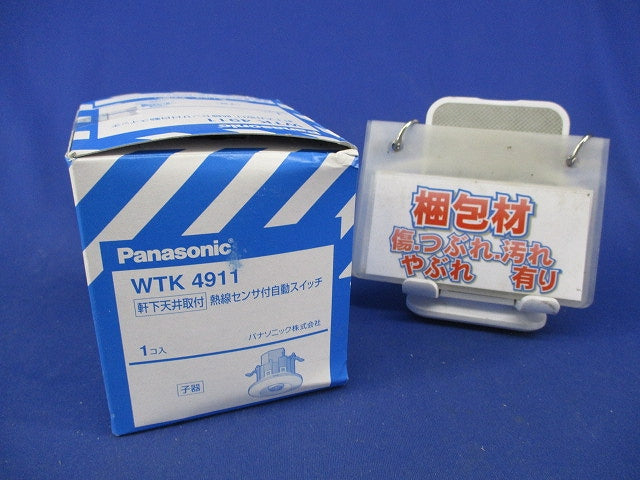 WTK 4911
Panasonic
WTK 4911
軒下天井取付 熱線センサ付自動スイッチ
パナソニック株式会社
1コ入
子器
梱包材
傷.つぶれ.汚れ
やぶれ 有り